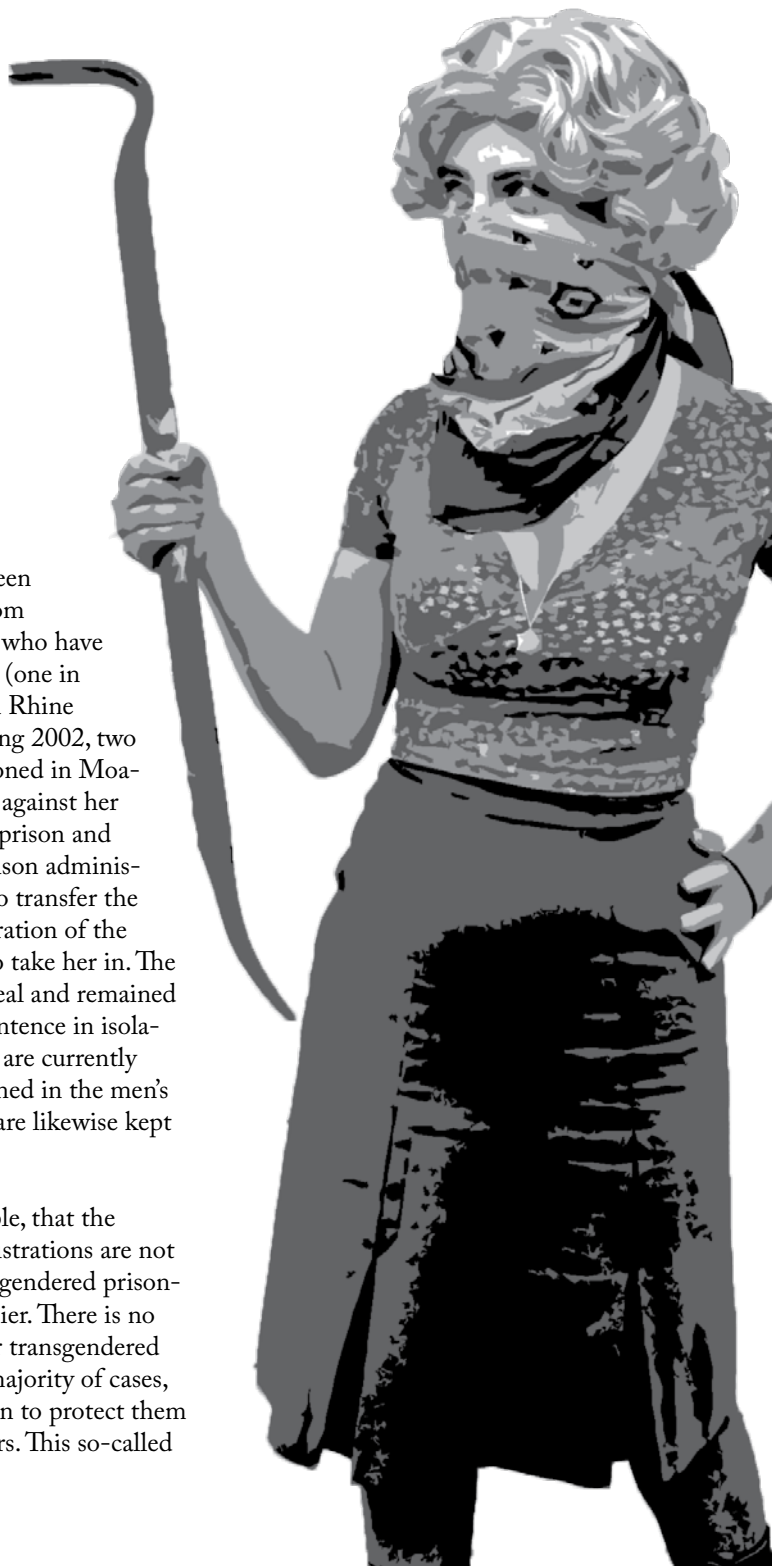 een
om
who have
(one in
Rhine
ng 2002, two
oned in Moa-
against her
prison and
ison adminis-
o transfer the
ration of the
o take her in. The
eal and remained
ntence in isola-
are currently
ned in the men's
are likewise kept
ole, that the
istrations are not
gendered prison-
ier. There is no
r transgendered
majority of cases,
n to protect them
rs. This so-called